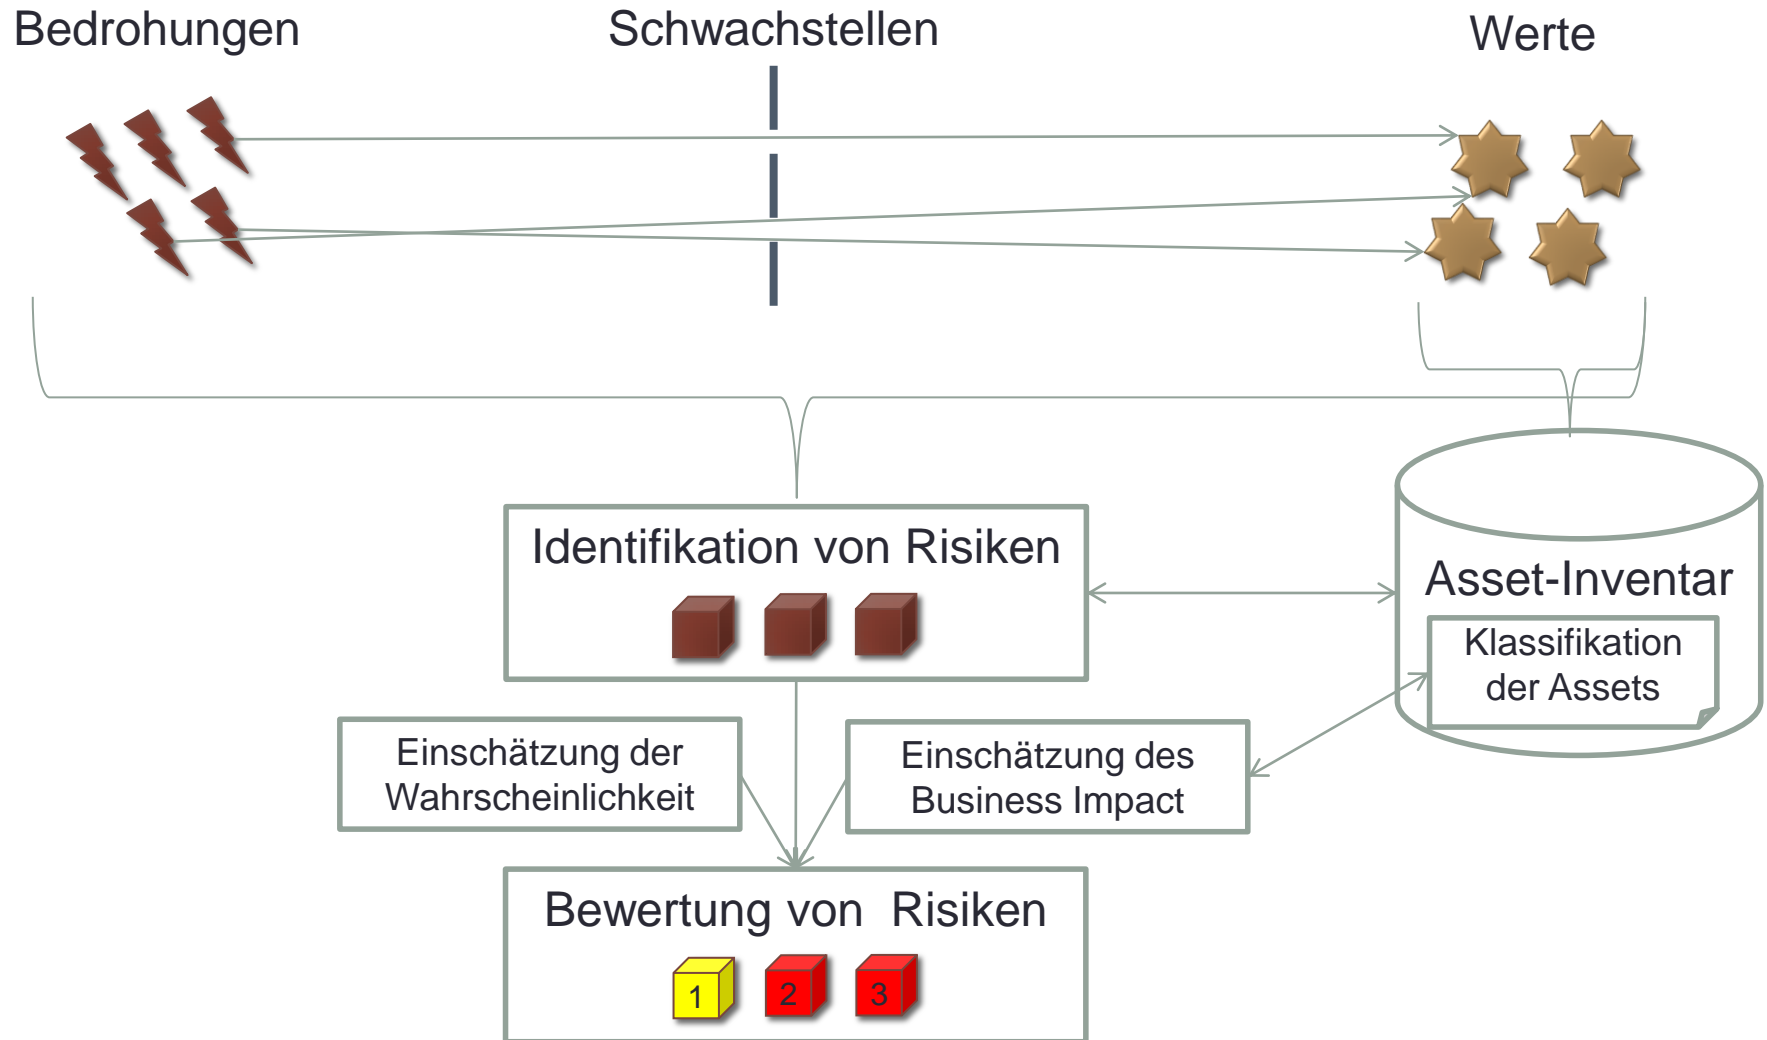 Bedrohungen
Schwachstellen
Werte
Identifikation von Risiken
Asset-Inventar
Klassifikation
der Assets
Einschätzung der
Wahrscheinlichkeit
Einschätzung des
Business Impact
Bewertung von  Risiken
1
2
3